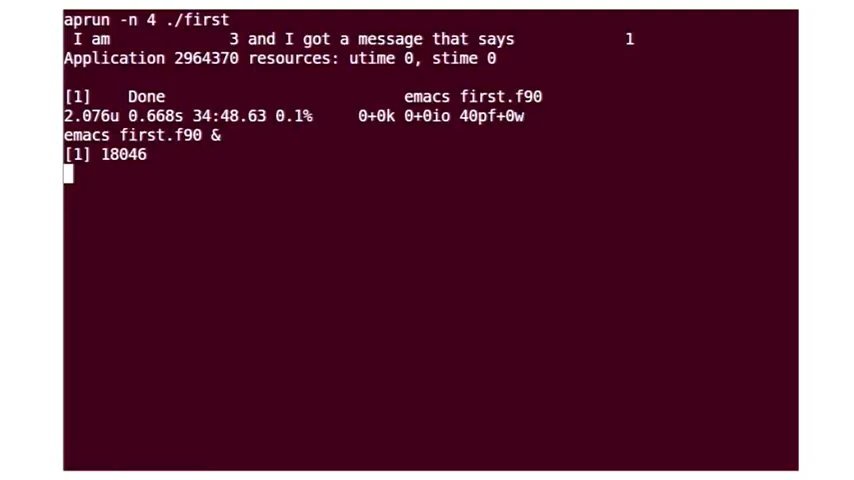 aprun -n 4 ./first
I am 3 and I got a message that says 1
Application 2964370 resources: utime 0, stime 0
[1] Done emacs first.f90
2.076u 0.668s 34:48.63 0.1% 0+0k 0+0io 40pf+0w
emacs first.f90 &
[1] 18046